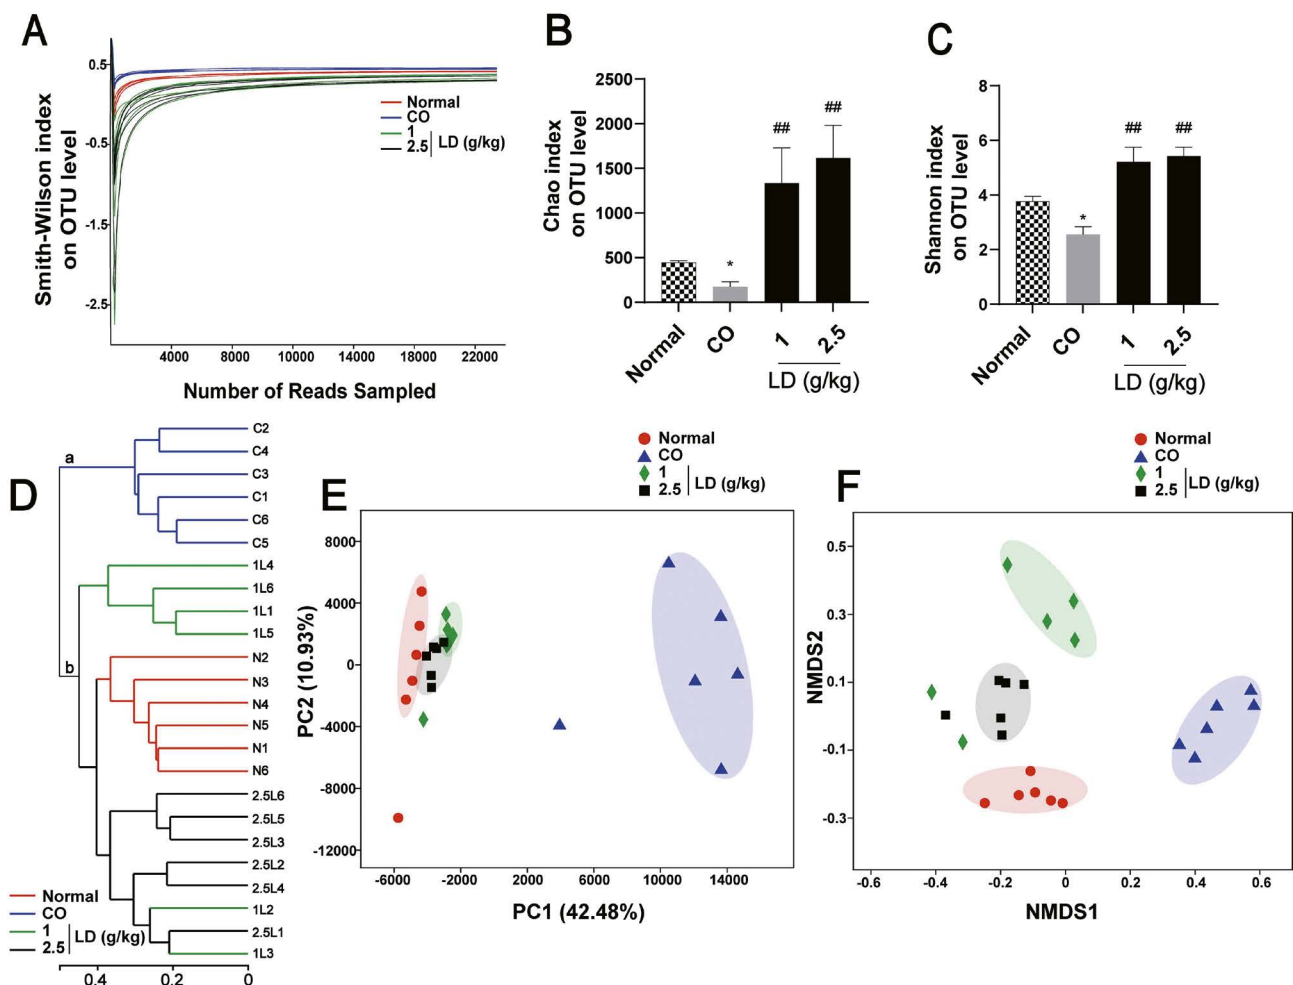 A
Smith-Wilson index
on OTU level
0.5
-0.5
-1.5
-2.5
4000 8000 10000 14000 18000 22000
Number of Reads Sampled
Normal
CO
1
2.5
LD (g/kg)
B
Chao index
on OTU level
2500
2000
1500
1000
500
0
*
##
##
Normal CO 1 2.5
LD (g/kg)
C
Shannon index
on OTU level
8
6
4
2
0
*
##
##
Normal CO 1 2.5
LD (g/kg)
D
a
b
C2
C4
C3
C1
C6
C5
1L4
1L6
1L1
1L5
N2
N3
N4
N5
N1
N6
2.5L6
2.5L5
2.5L3
2.5L2
2.5L4
1L2
2.5L1
1L3
Normal
CO
1
2.5
LD (g/kg)
0.4 0.2 0
E
Normal
CO
1
2.5
LD (g/kg)
PC2 (10.93%)
8000
4000
0
-4000
-8000
-12000
-6000 -2000 2000 6000 10000 14000
PC1 (42.48%)
F
Normal
CO
1
2.5
LD (g/kg)
NMDS2
0.5
0.3
0.1
-0.1
-0.3
-0.6 -0.4 -0.2 0 0.2 0.4 0.6
NMDS1